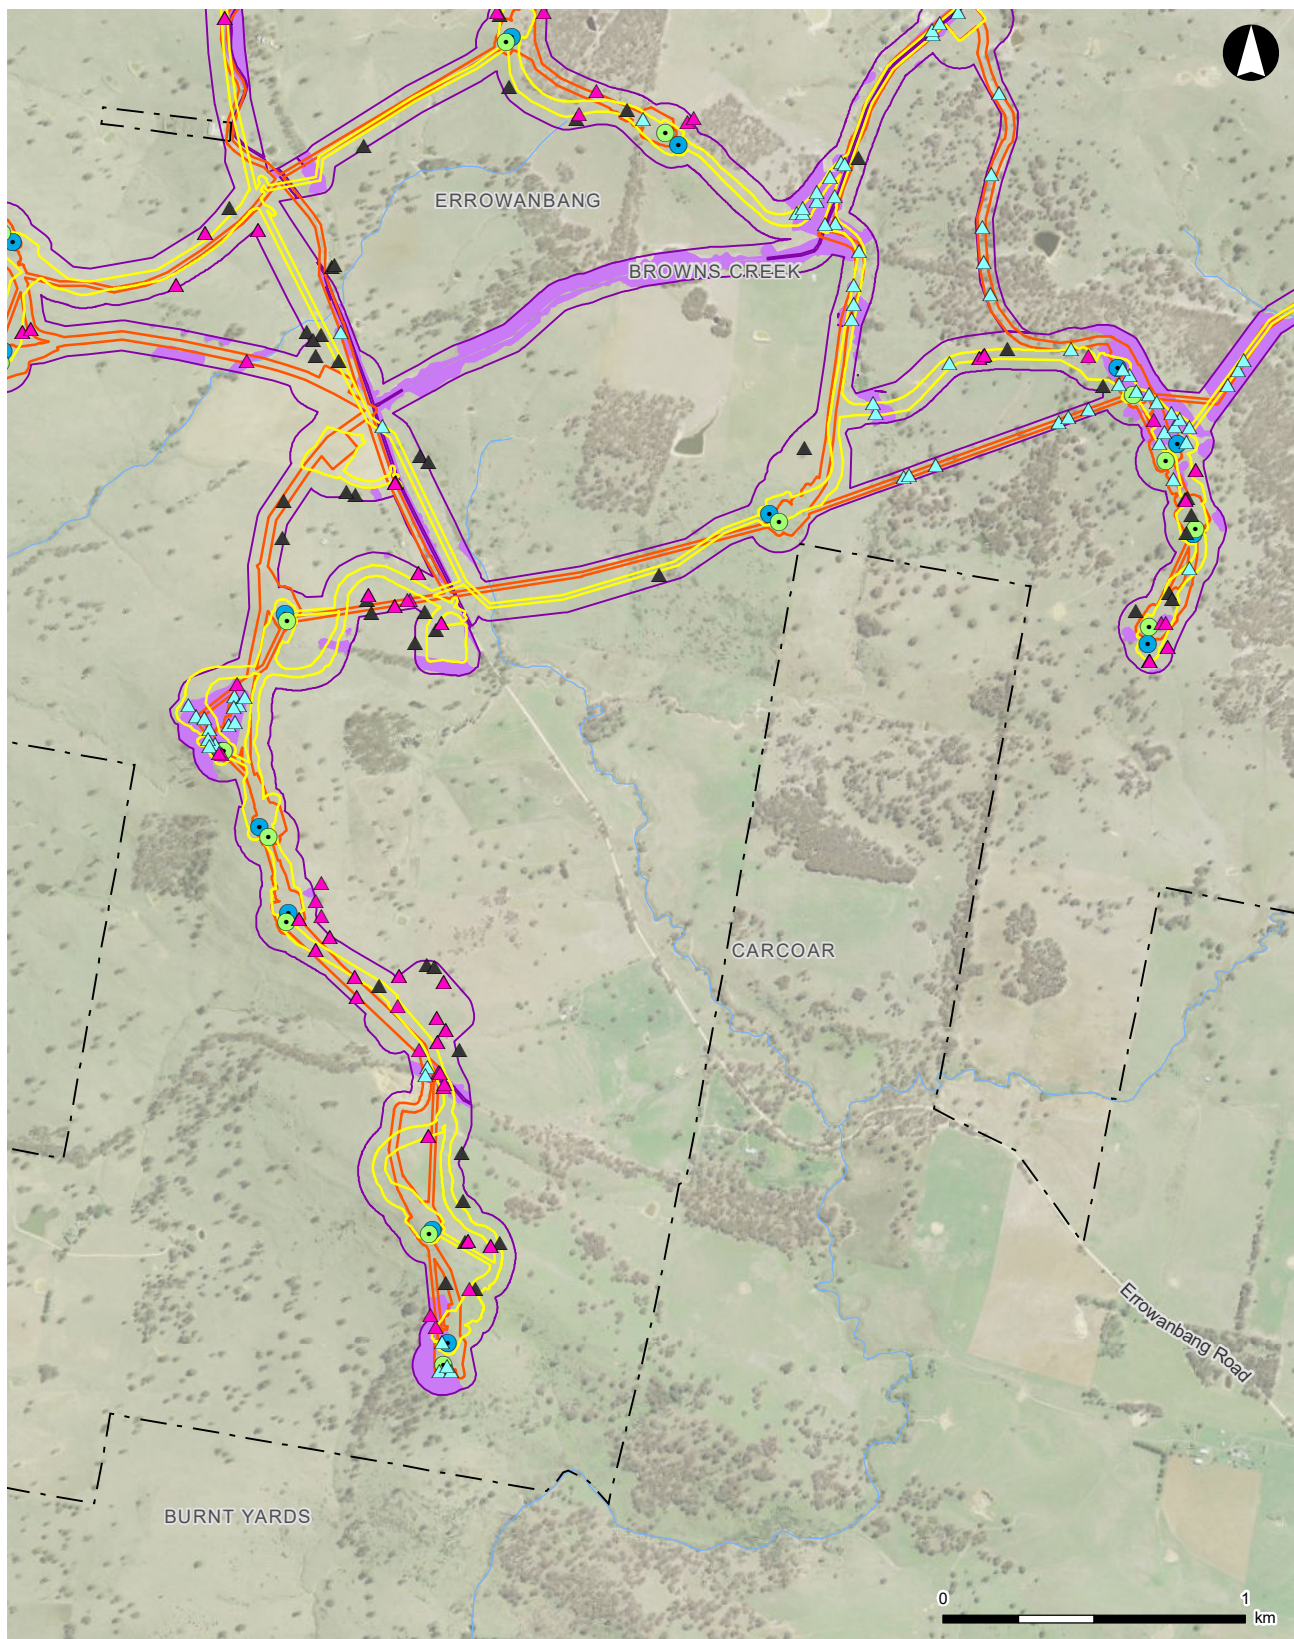 ERROWANBANG
BROWNS CREEK
CARCOAR
Errowanbang Road
BURNT YARDS
0 1
km